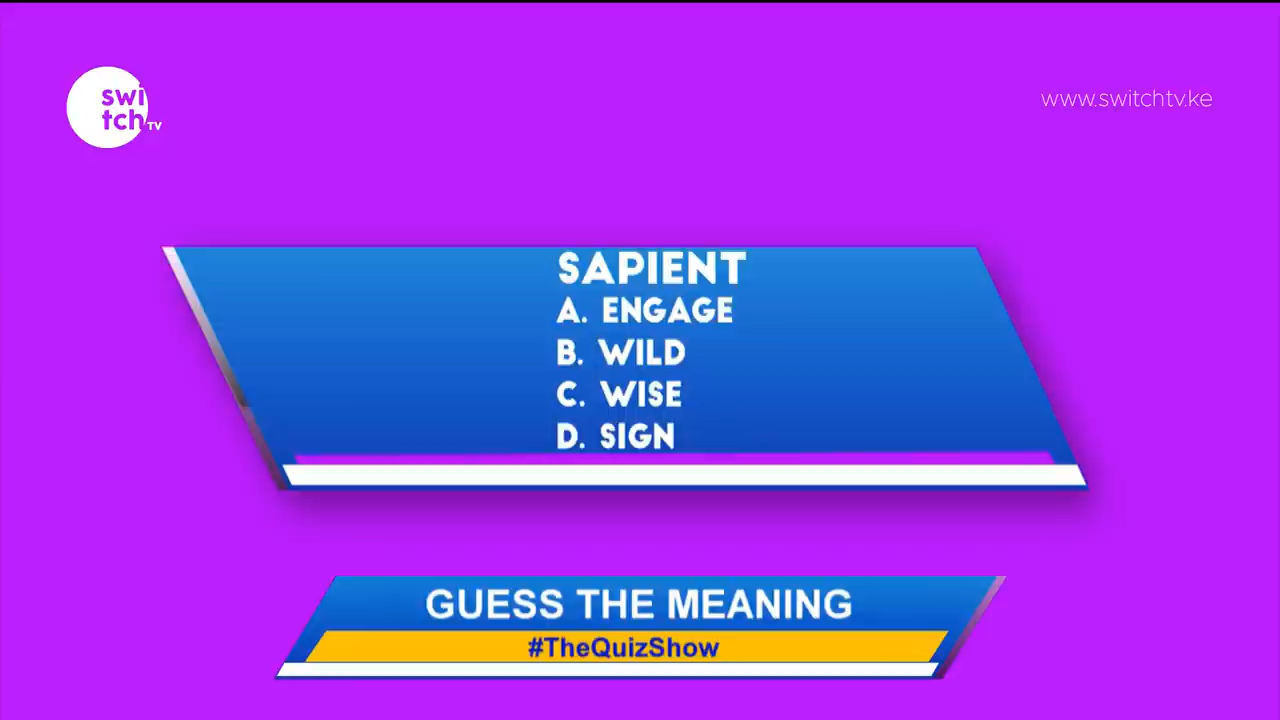 swi
tch TV
www.switchtv.ke
SAPIENT
A. ENGAGE
B. WILD
C. WISE
D. SIGN
GUESS THE MEANING
#TheQuizShow